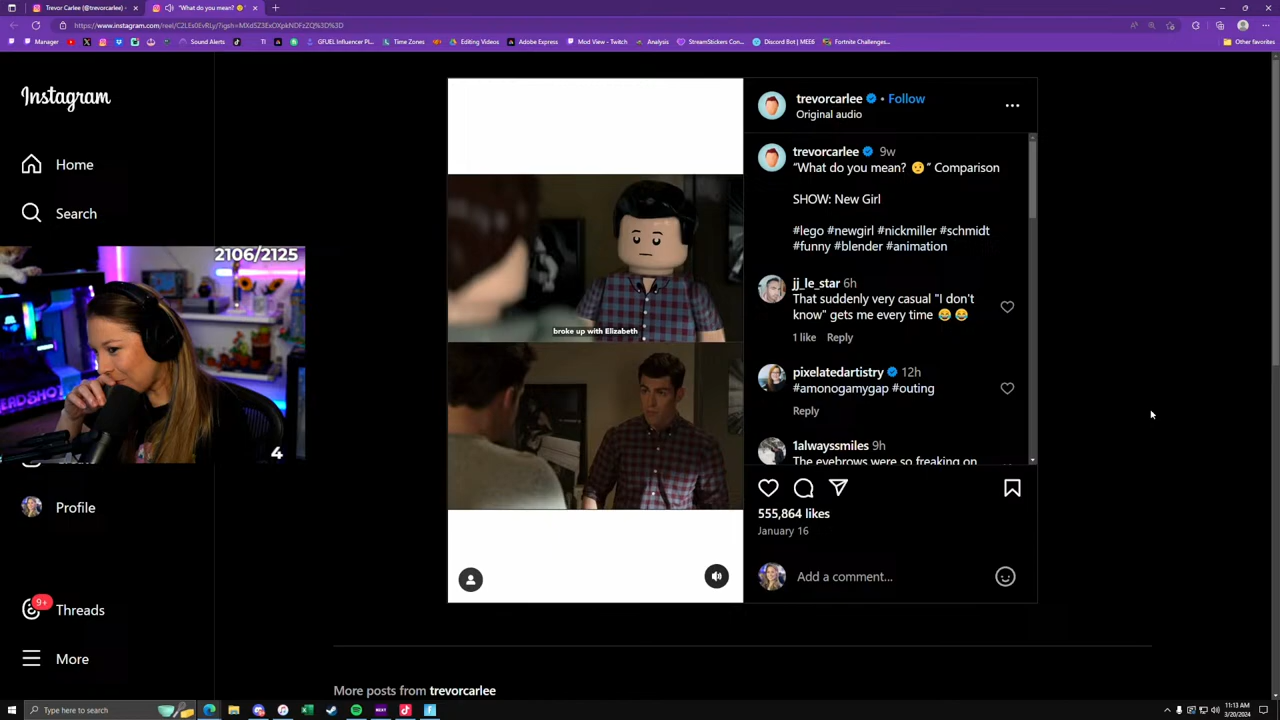 Trevor Carlee (@trevorcarlee) •
"What do you mean? 😕"
https://www.instagram.com/reel/
Manager
Sound Alerts
TI
GFUEL Influencer Pl...
Time Zones
Editing Videos
Adobe Express
Mod View - Twitch
Analysis
StreamStickers Con...
Discord Bot | MEE6
Fortnite Challenges...
Other favorites
Instagram
Home
Search
2106/2125
4
Profile
9+
Threads
More
broke up with Elizabeth
trevorcarlee • Follow
Original audio
trevorcarlee 9w
“What do you mean? 😕” Comparison
SHOW: New Girl
#lego #newgirl #nickmiller #schmidt
#funny #blender #animation
jj_le_star 6h
That suddenly very casual "I don't
know" gets me every time 😂 😂
1 like Reply
pixelatedartistry 12h
#amonogamygap #outing
Reply
1alwayssmiles 9h
The eyebrows were so freaking on
555,864 likes
January 16
Add a comment...
More posts from trevorcarlee
Type here to search
NEXT
11:13 AM
3/20/2024